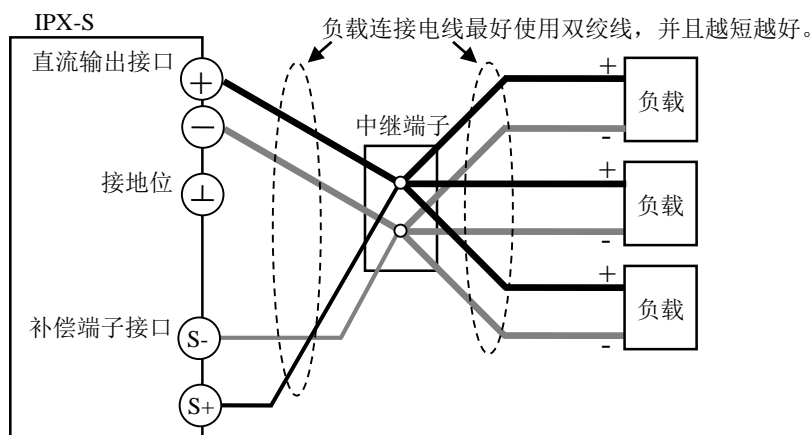 IPX-S
负载连接电线最好使用双绞线，并且越短越好。
直流输出接口
+
−
接地位
⊥
补偿端子接口
S-
S+
中继端子
+
负载
-
+
负载
-
+
负载
-